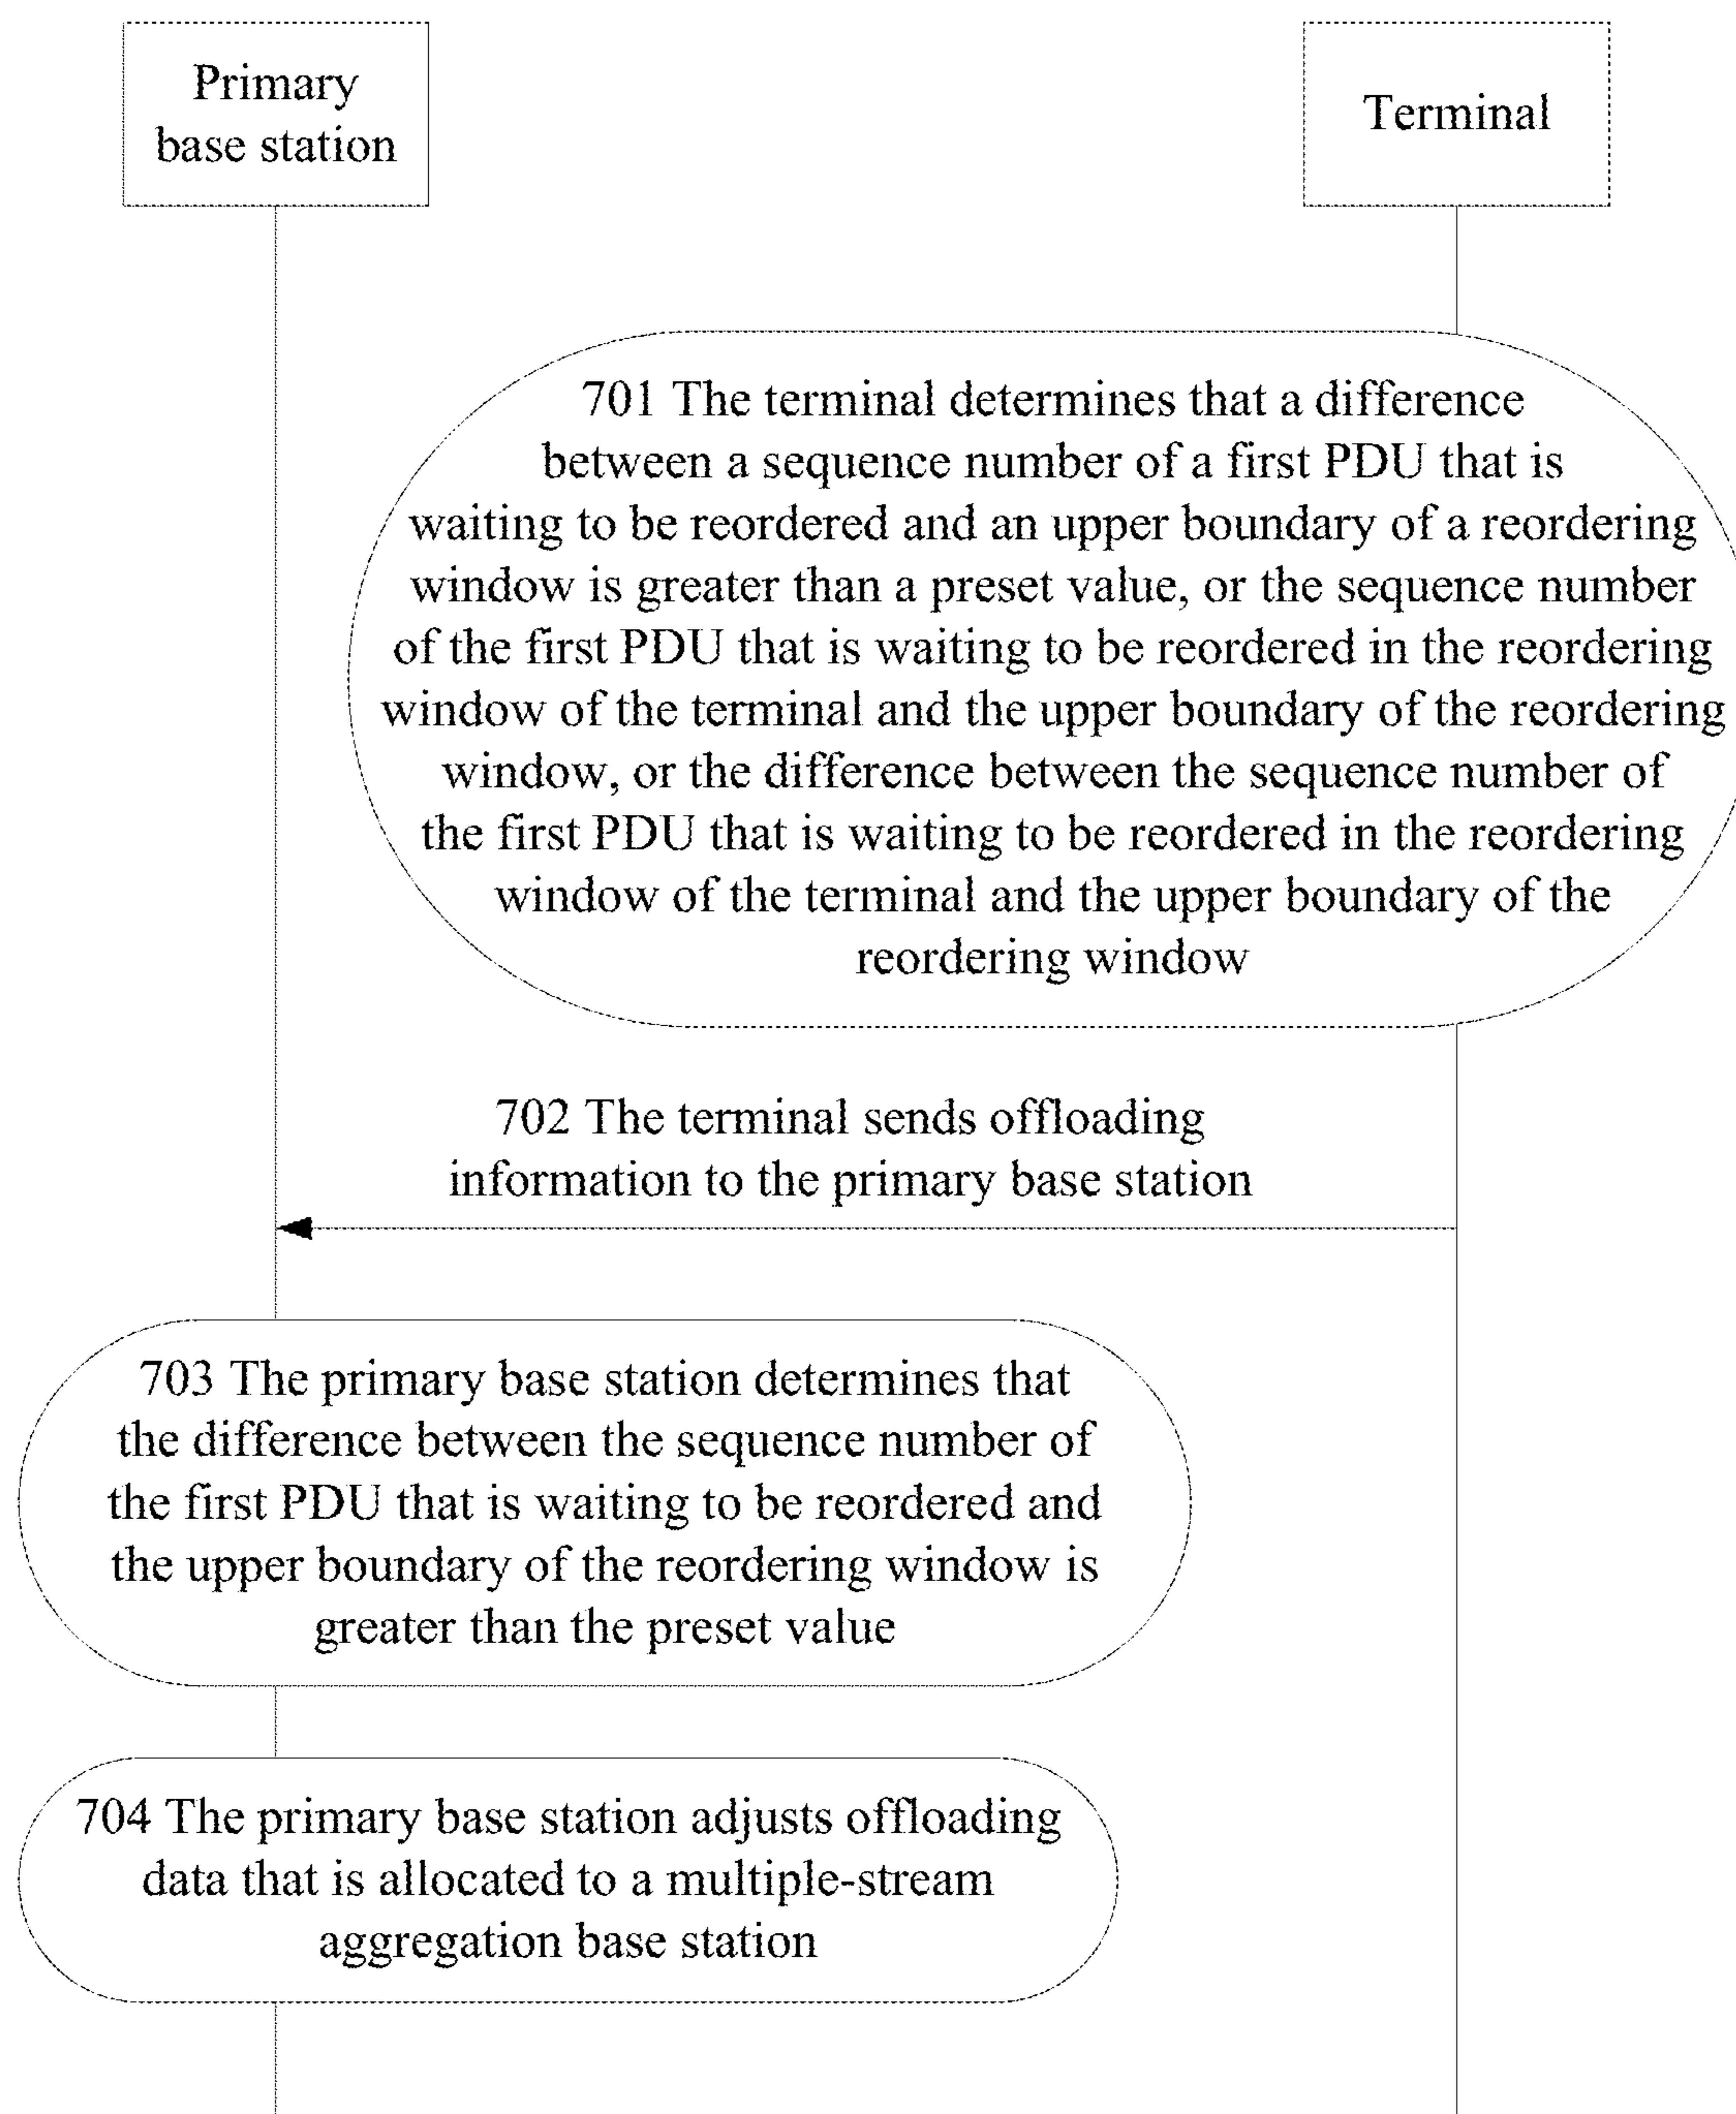 Primary
base station
Terminal
701 The terminal determines that a difference
between a sequence number of a first PDU that is
waiting to be reordered and an upper boundary of a reordering
window is greater than a preset value, or the sequence number
of the first PDU that is waiting to be reordered in the reordering
window of the terminal and the upper boundary of the reordering
window, or the difference between the sequence number of
the first PDU that is waiting to be reordered in the reordering
window of the terminal and the upper boundary of the
reordering window
702 The terminal sends offloading
information to the primary base station
703 The primary base station determines that
the difference between the sequence number of
the first PDU that is waiting to be reordered and
the upper boundary of the reordering window is
greater than the preset value
704 The primary base station adjusts offloading
data that is allocated to a multiple-stream
aggregation base station